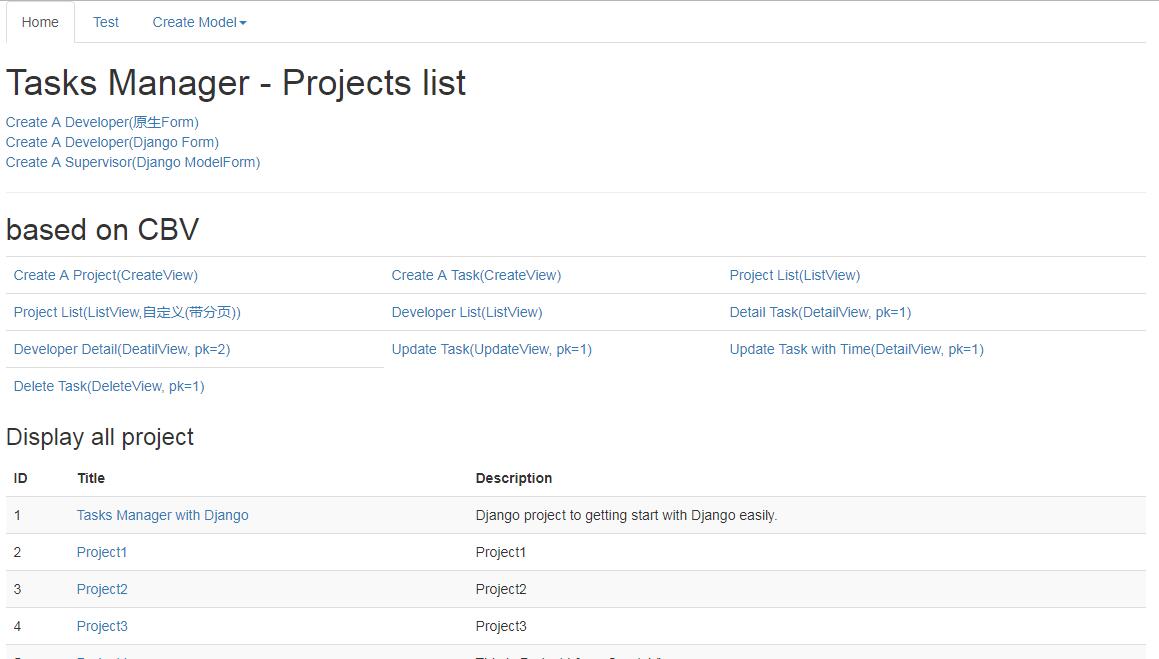 Home Test Create Model
Tasks Manager - Projects list
Create A Developer(原生Form)
Create A Developer(Django Form)
Create A Supervisor(Django ModelForm)
based on CBV
Create A Project(CreateView) Create A Task(CreateView) Project List(ListView)
Project List(ListView,自定义(带分页)) Developer List(ListView) Detail Task(DetailView, pk=1)
Developer Detail(DeatilView, pk=2) Update Task(UpdateView, pk=1) Update Task with Time(DetailView, pk=1)
Delete Task(DeleteView, pk=1)
Display all project
ID Title Description
1 Tasks Manager with Django Django project to getting start with Django easily.
2 Project1 Project1
3 Project2 Project2
4 Project3 Project3